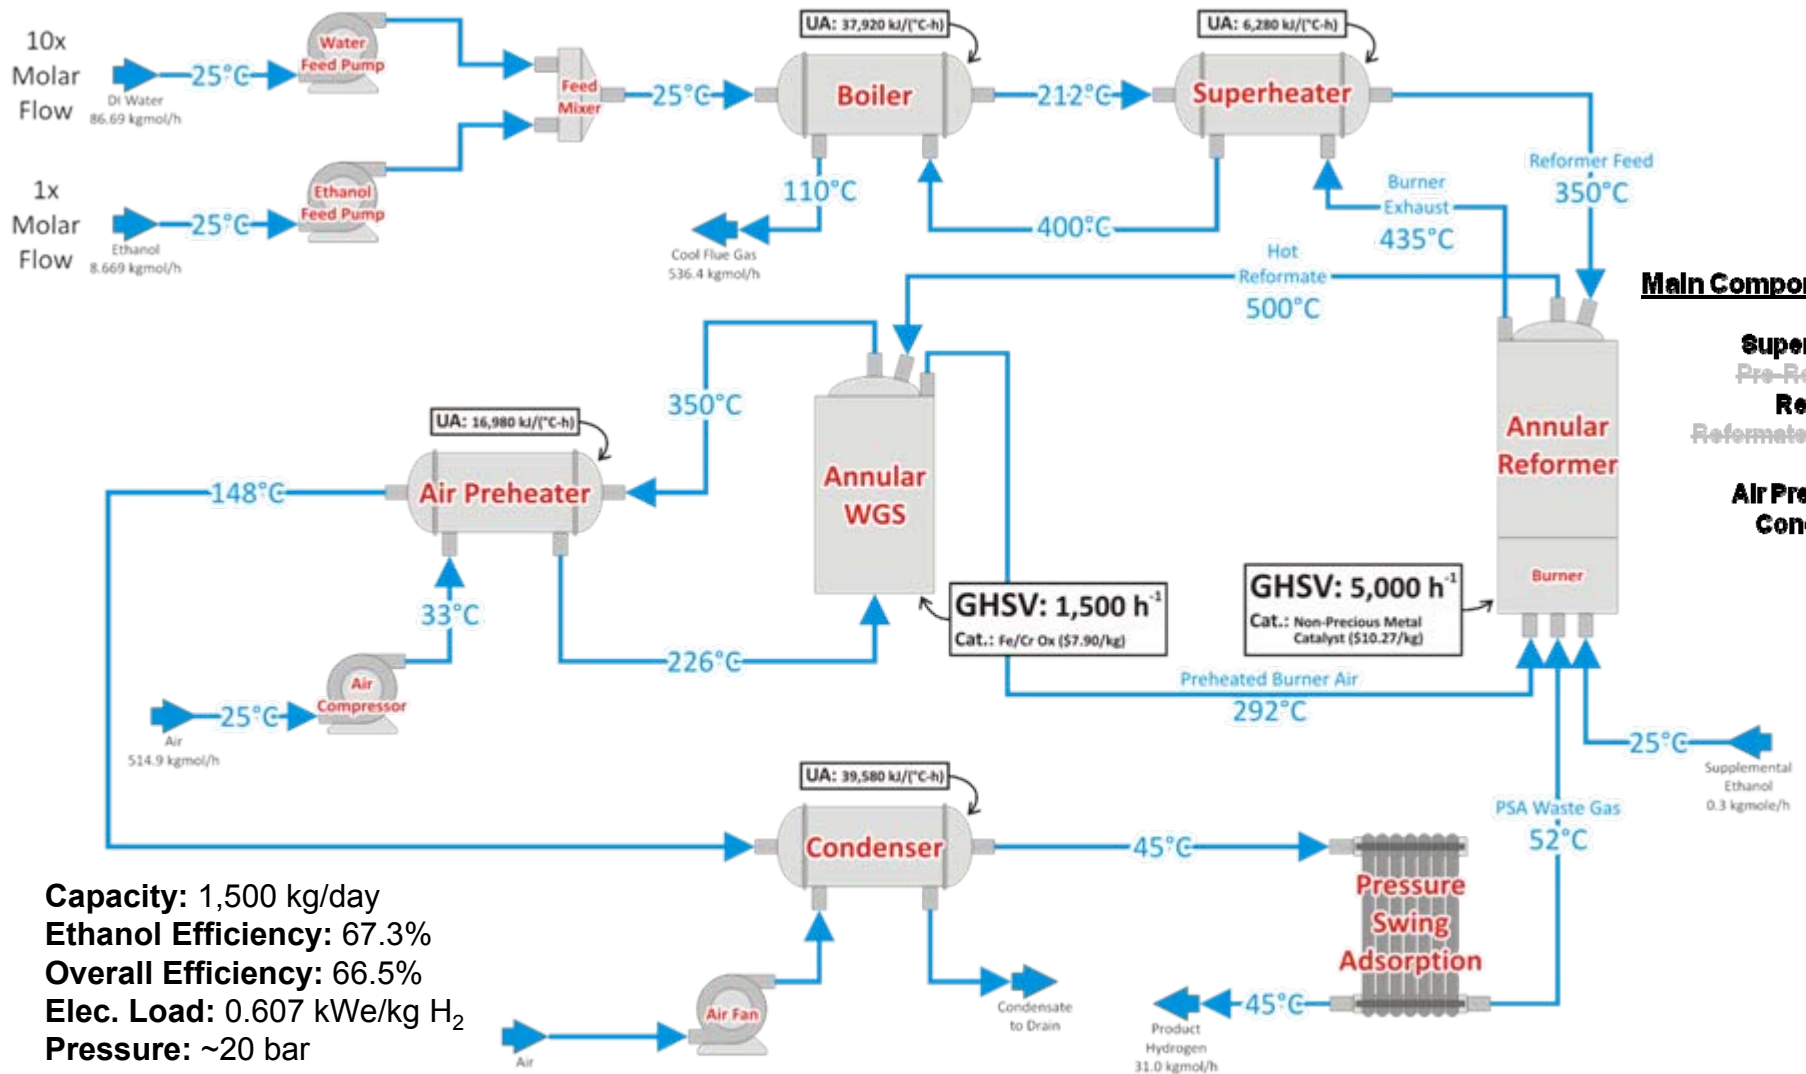 10x
Molar
Flow
DI Water
86.69 kgmol/h
25°C
Water
Feed Pump
1x
Molar
Flow
Ethanol
8.669 kgmol/h
25°C
Ethanol
Feed Pump
Feed
Mixer
25°C
UA: 37,920 kJ/(°C-h)
Boiler
212°C
UA: 6,280 kJ/(°C-h)
Superheater
110°C
Cool Flue Gas
536.4 kgmol/h
400°C
Burner
Exhaust
435°C
Reformer Feed
350°C
Hot
Reformate
500°C
350°C
UA: 16,980 kJ/(°C-h)
Air Preheater
148°C
33°C
226°C
Annular
WGS
GHSV: 1,500 h-1
Cat.: Fe/Cr Ox ($7.90/kg)
GHSV: 5,000 h-1
Cat.: Non-Precious Metal
Catalyst ($10.27/kg)
Annular
Reformer
Burner
Main Compo
Super
Pre-Re
Re
Reformate
Air Pre
Con
Air
514.9 kgmol/h
25°C
Air
Compressor
Preheated Burner Air
292°C
25°C
Supplemental
Ethanol
0.3 kgmole/h
PSA Waste Gas
52°C
UA: 39,580 kJ/(°C-h)
Condenser
45°C
Pressure
Swing
Adsorption
45°C
Product
Hydrogen
31.0 kgmol/h
Condensate
to Drain
Air Fan
Air
Capacity: 1,500 kg/day
Ethanol Efficiency: 67.3%
Overall Efficiency: 66.5%
Elec. Load: 0.607 kWe/kg H2
Pressure: ~20 bar